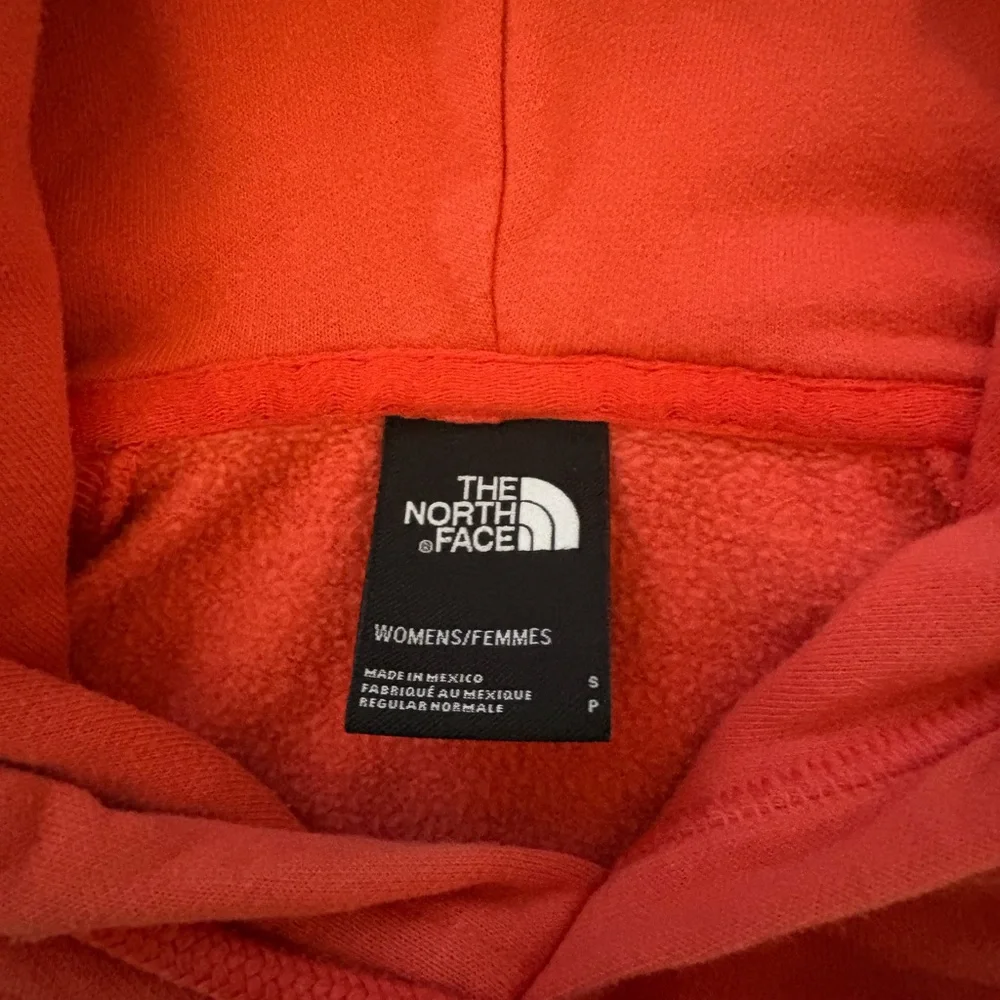 THE
NORTH
®FACE
WOMENS/FEMMES
MADE IN MEXICO
FABRIQUÉ AU MEXIQUE
REGULAR NORMALE
S
P